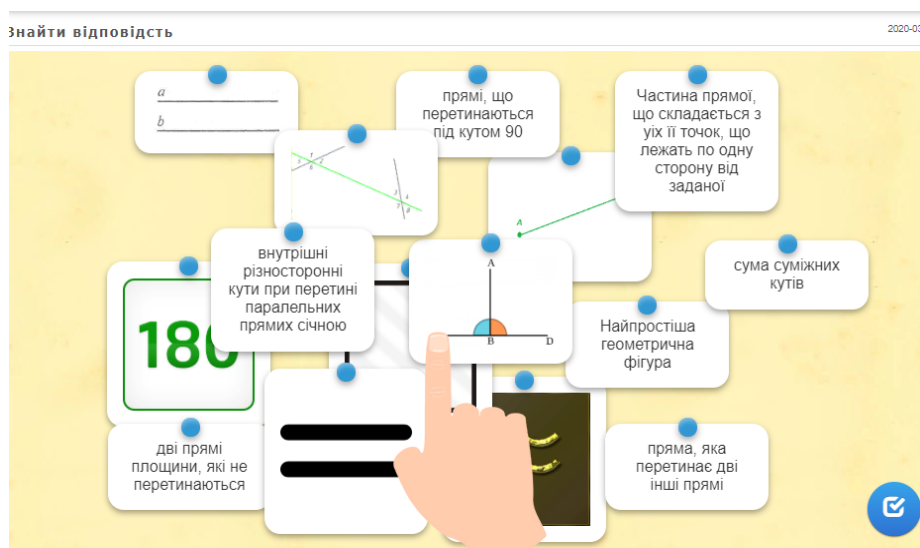 Знайти відповідсть
2020-03
a
b
прямі, що
перетинаються
під кутом 90
Частина прямої,
що складається з
уіх її точок, що
лежать по одну
сторону від
заданої
A
внутрішні
різносторонні
кути при перетині
паралельних
прямих січною
A
B
D
сума суміжних
кутів
180
Найпростіша
геометрична
фігура
дві прямі
площини, які не
перетинаються
пряма, яка
перетинає дві
інші прямі